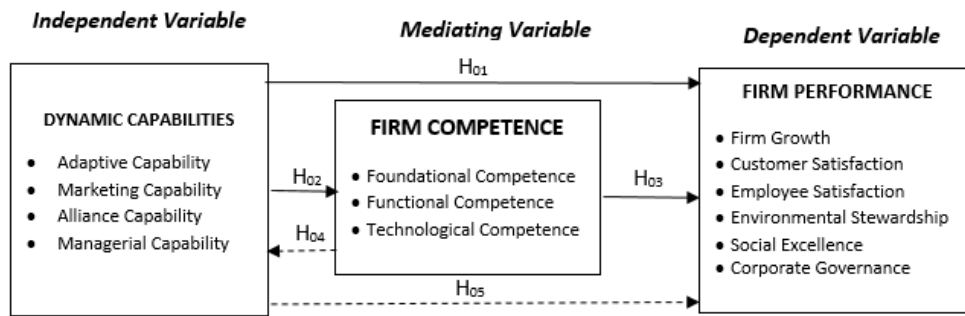 Independent Variable
Mediating Variable
Dependent Variable
H01
DYNAMIC CAPABILITIES
• Adaptive Capability
• Marketing Capability
• Alliance Capability
• Managerial Capability
H02
H04
FIRM COMPETENCE
• Foundational Competence
• Functional Competence
• Technological Competence
H03
FIRM PERFORMANCE
• Firm Growth
• Customer Satisfaction
• Employee Satisfaction
• Environmental Stewardship
• Social Excellence
• Corporate Governance
H05